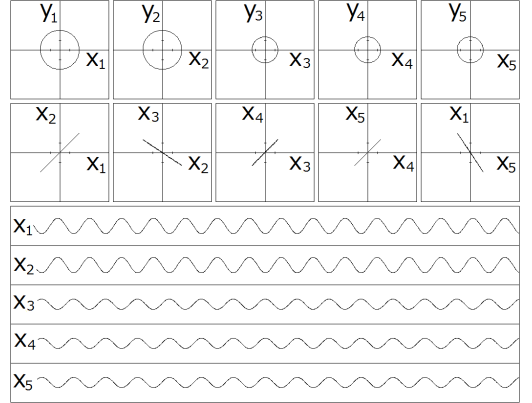 y₁ y₂ y₃ y₄ y₅
x₁ x₂ x₃ x₄ x₅
x₂ x₃ x₄ x₅ x₁
x₁ x₂ x₃ x₄ x₅
x₁
x₂
x₃
x₄
x₅